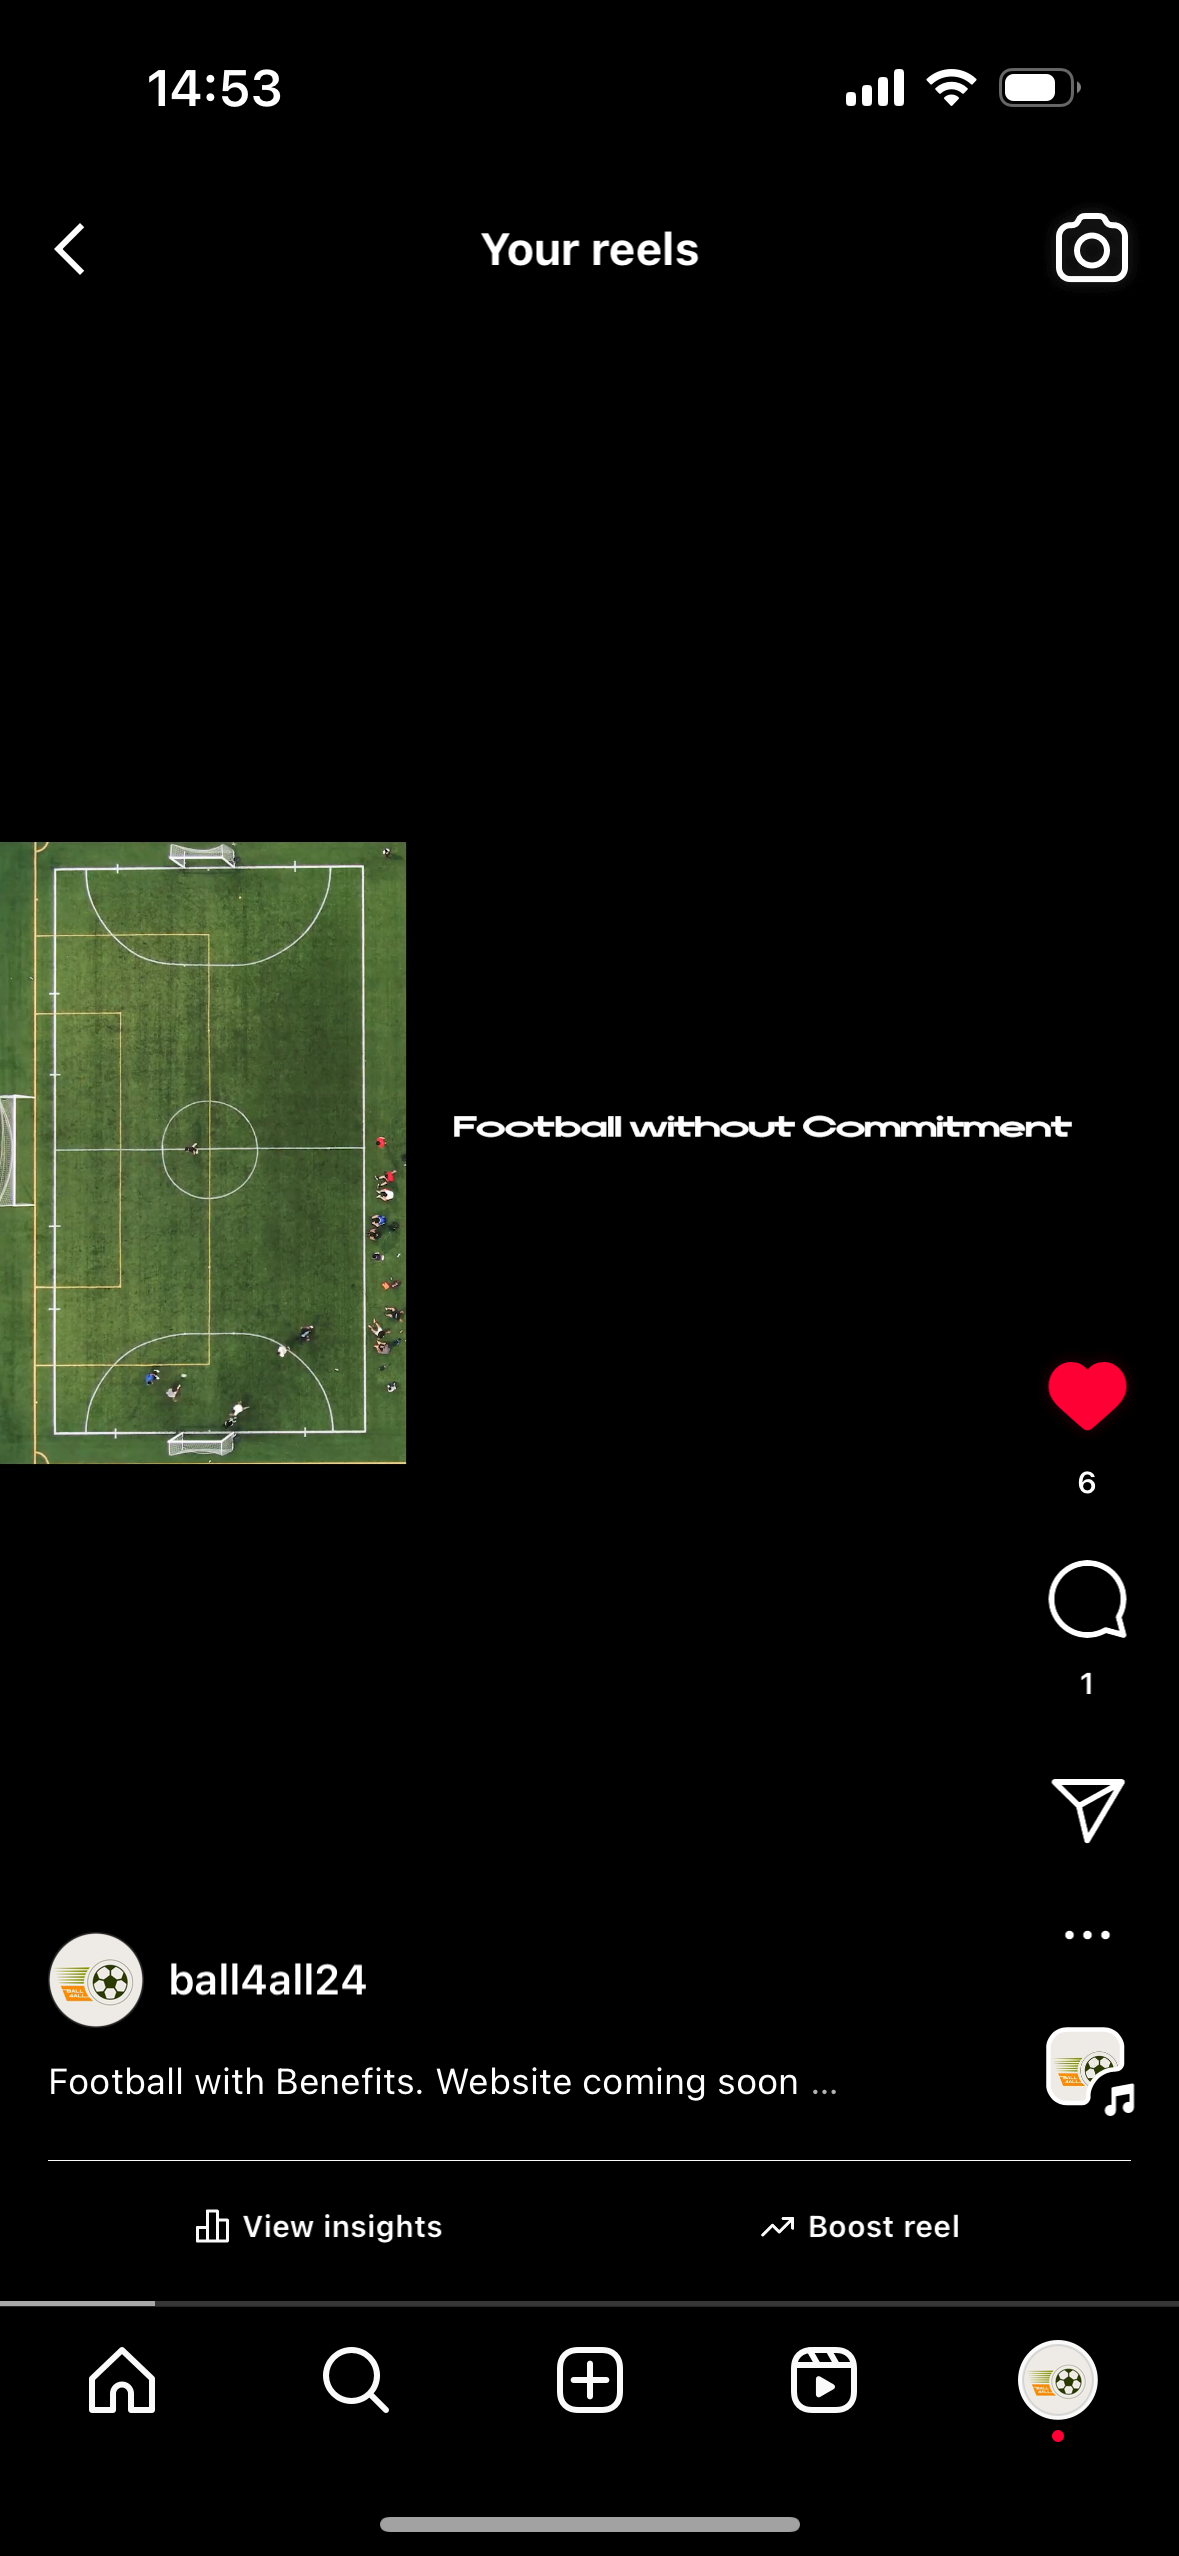 14:53
Your reels
Football without Commitment
6
1
ball4all24
Football with Benefits. Website coming soon ...
View insights
Boost reel